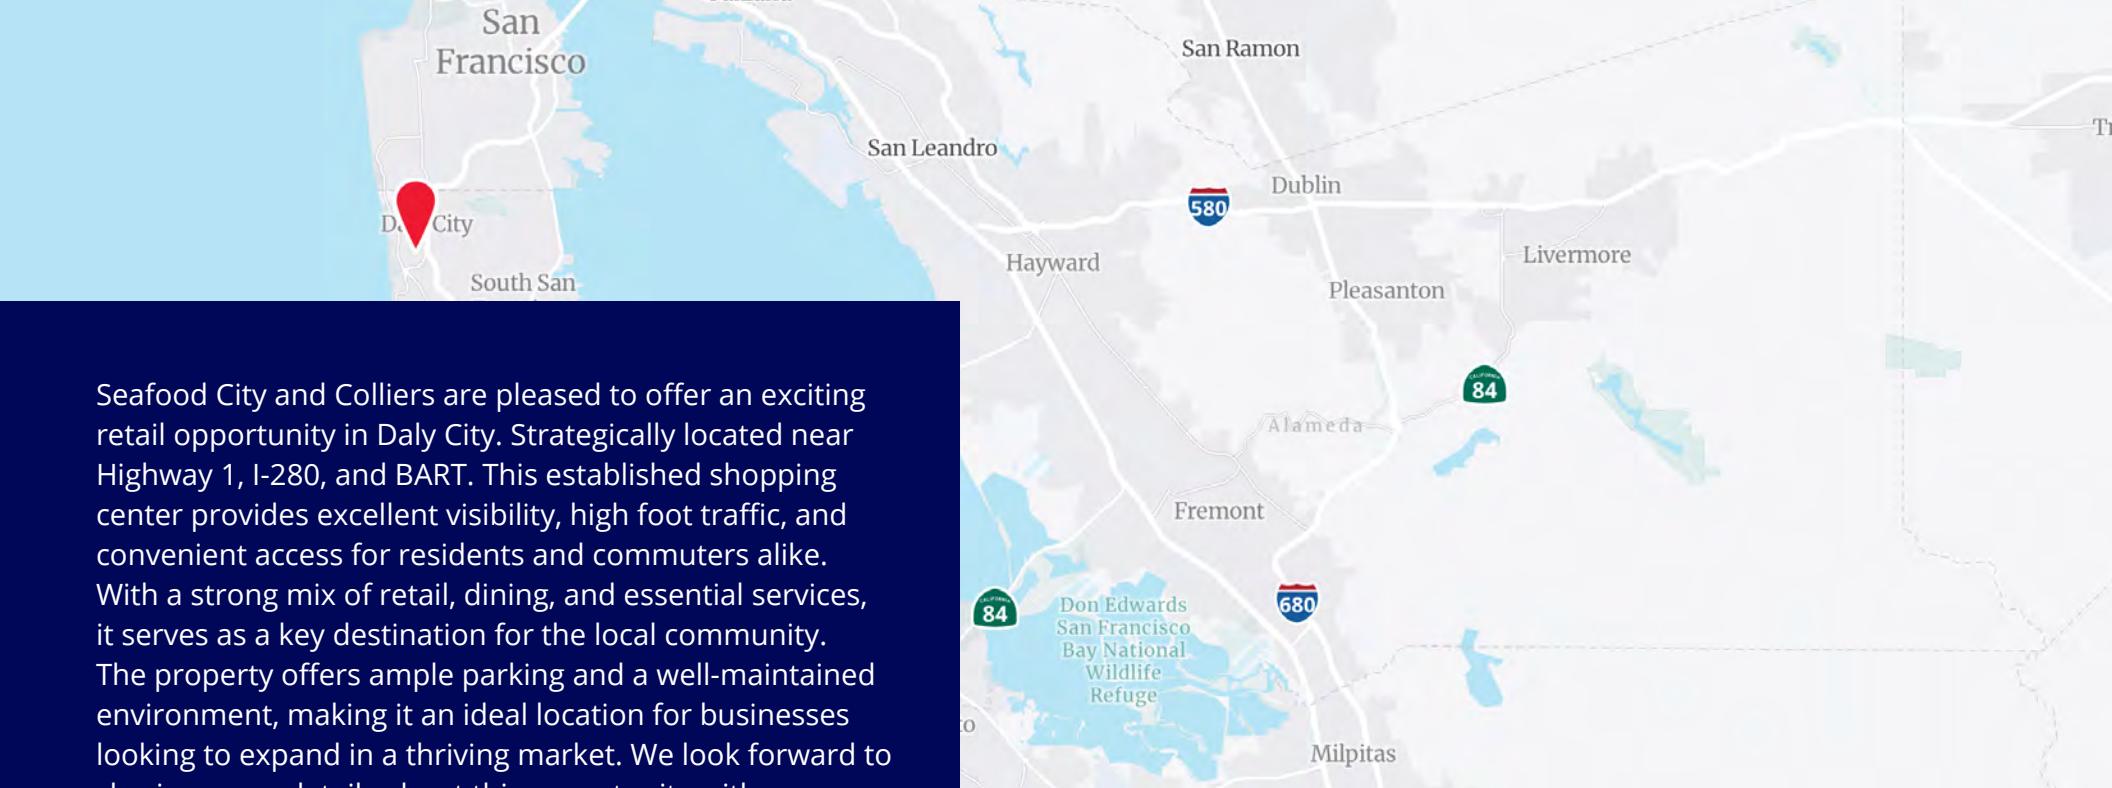 San
Francisco
San Ramon
San Leandro
Dublin
580
City
Hayward
Livermore
South San
Pleasanton
Seafood City and Colliers are pleased to offer an exciting
retail opportunity in Daly City. Strategically located near
Highway 1, I-280, and BART. This established shopping
center provides excellent visibility, high foot traffic, and
convenient access for residents and commuters alike.
With a strong mix of retail, dining, and essential services,
it serves as a key destination for the local community.
The property offers ample parking and a well-maintained
environment, making it an ideal location for businesses
looking to expand in a thriving market. We look forward to
CALIFORNIA
84
Alameda
Fremont
CALIFORNIA
84
680
Don Edwards
San Francisco
Bay National
Wildlife
Refuge
Milpitas